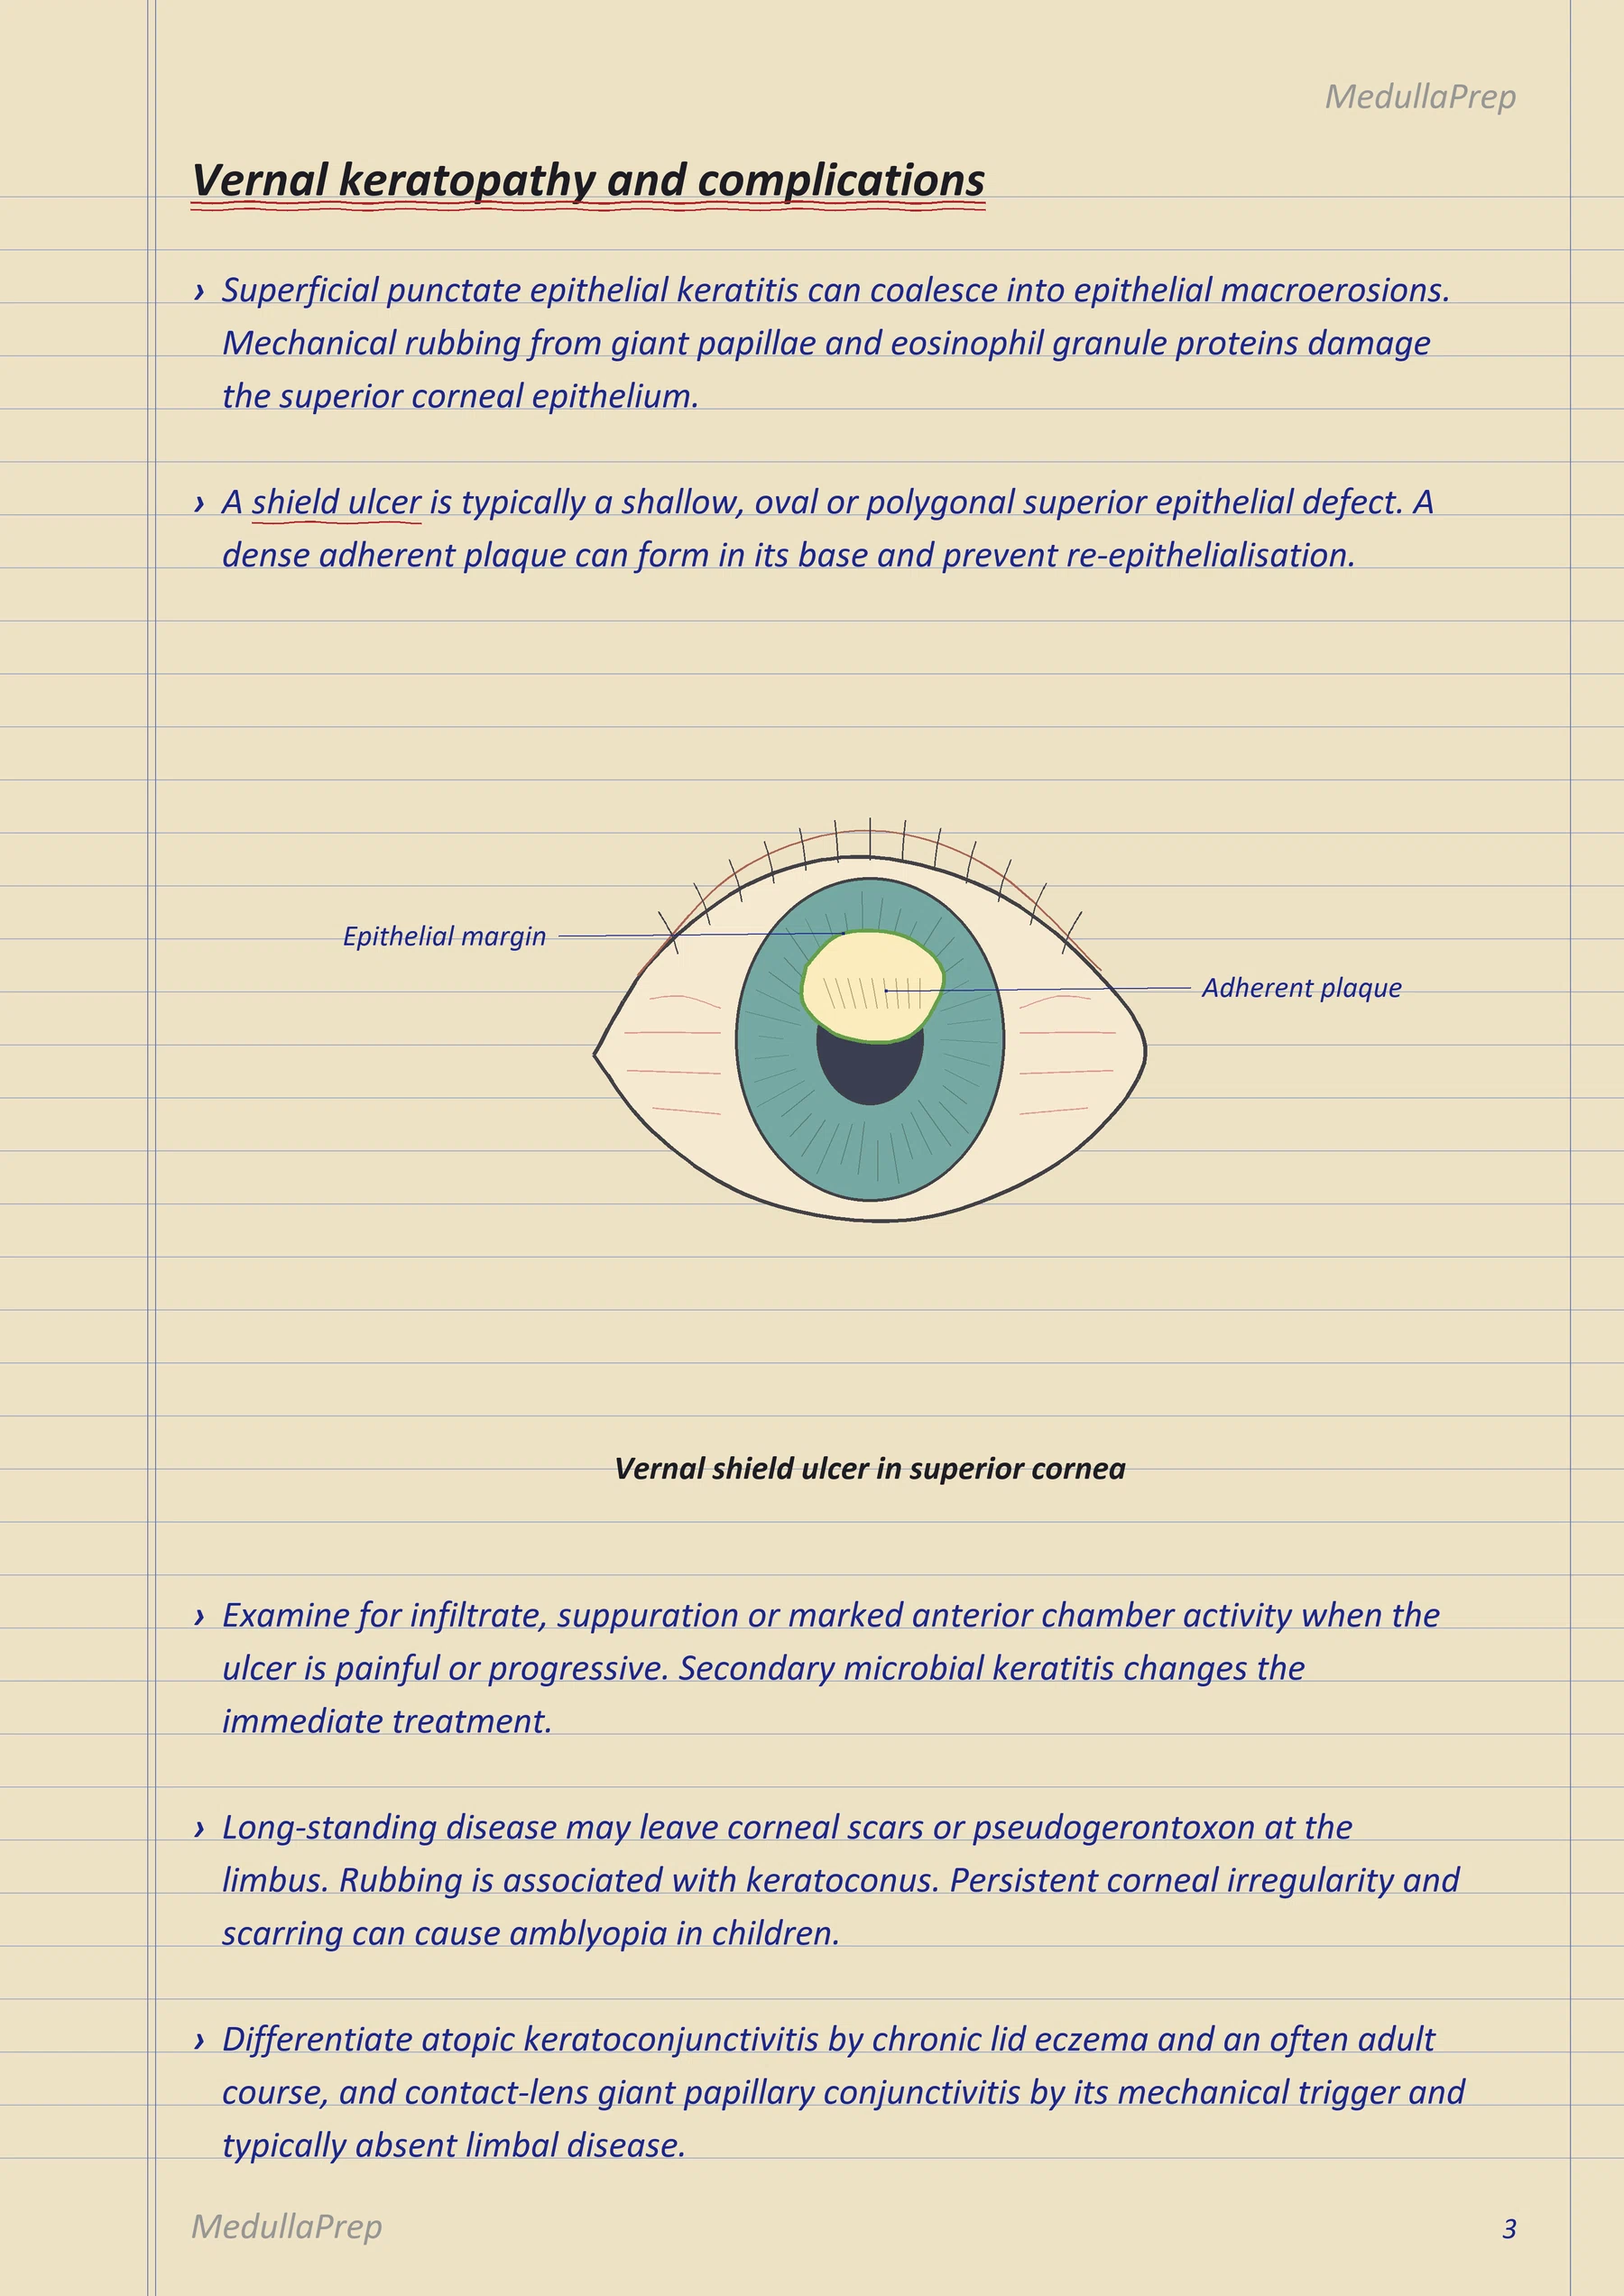 MedullaPrep
Vernal keratopathy and complications
› Superficial punctate epithelial keratitis can coalesce into epithelial macroerosions.
Mechanical rubbing from giant papillae and eosinophil granule proteins damage
the superior corneal epithelium.
› A shield ulcer is typically a shallow, oval or polygonal superior epithelial defect. A
dense adherent plaque can form in its base and prevent re-epithelialisation.
Epithelial margin
Adherent plaque
Vernal shield ulcer in superior cornea
› Examine for infiltrate, suppuration or marked anterior chamber activity when the
ulcer is painful or progressive. Secondary microbial keratitis changes the
immediate treatment.
› Long-standing disease may leave corneal scars or pseudogerontoxon at the
limbus. Rubbing is associated with keratoconus. Persistent corneal irregularity and
scarring can cause amblyopia in children.
› Differentiate atopic keratoconjunctivitis by chronic lid eczema and an often adult
course, and contact-lens giant papillary conjunctivitis by its mechanical trigger and
typically absent limbal disease.
MedullaPrep
3